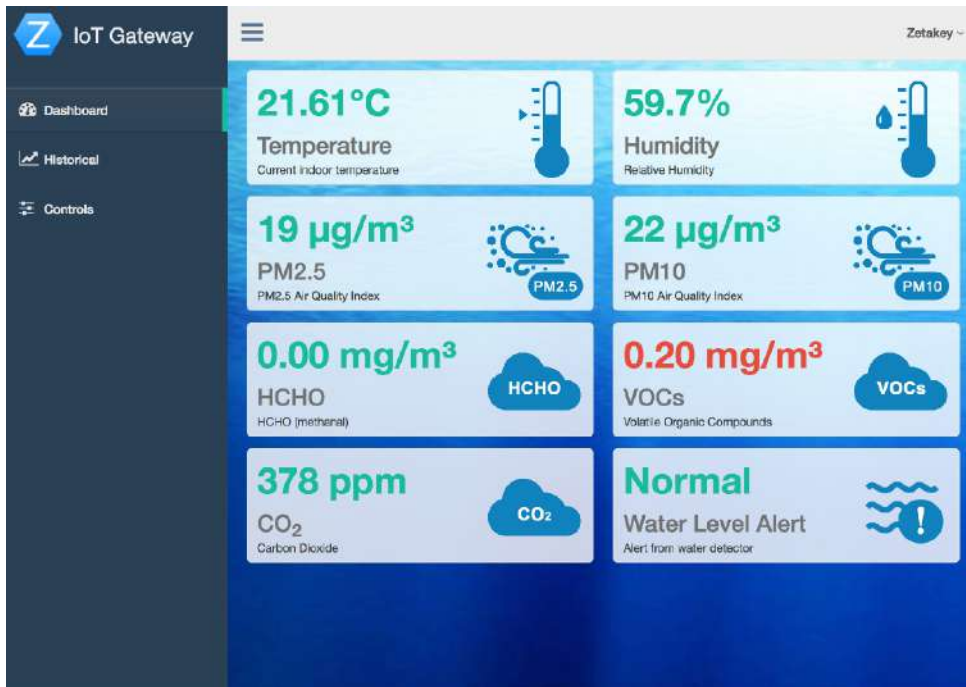 Z IoT Gateway
Zetakey
Dashboard
Historical
Controls
21.61°C
Temperature
Current indoor temperature
59.7%
Humidity
Relative Humidity
19 µg/m³
PM2.5
PM2.5 Air Quality Index
PM2.5
22 µg/m³
PM10
PM10 Air Quality Index
PM10
0.00 mg/m³
HCHO
HCHO (methanal)
HCHO
0.20 mg/m³
VOCs
Volatile Organic Compounds
VOCs
378 ppm
CO₂
Carbon Dioxide
CO₂
Normal
Water Level Alert
Alert from water detector